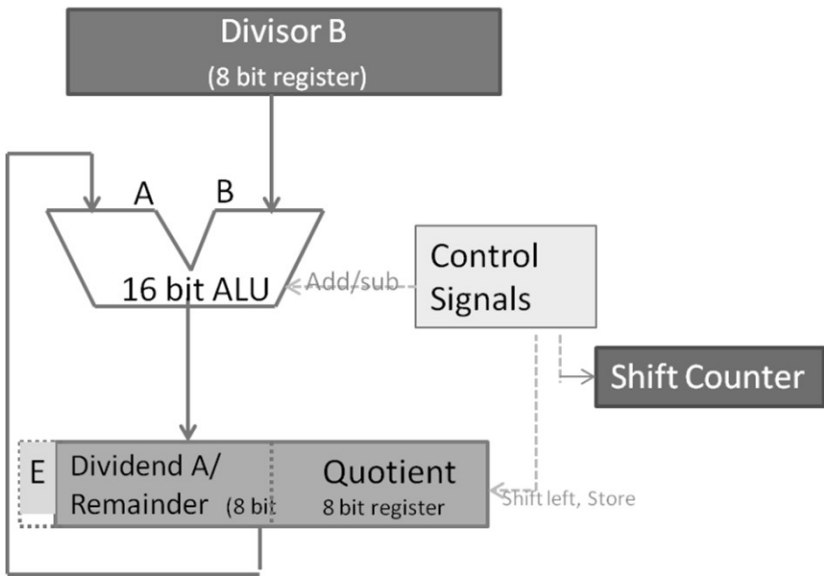 Divisor B
(8 bit register)
A
B
16 bit ALU
Add/sub
Control
Signals
Shift Counter
E
Dividend A/
Remainder (8 bit
Quotient
8 bit register
Shift left, Store